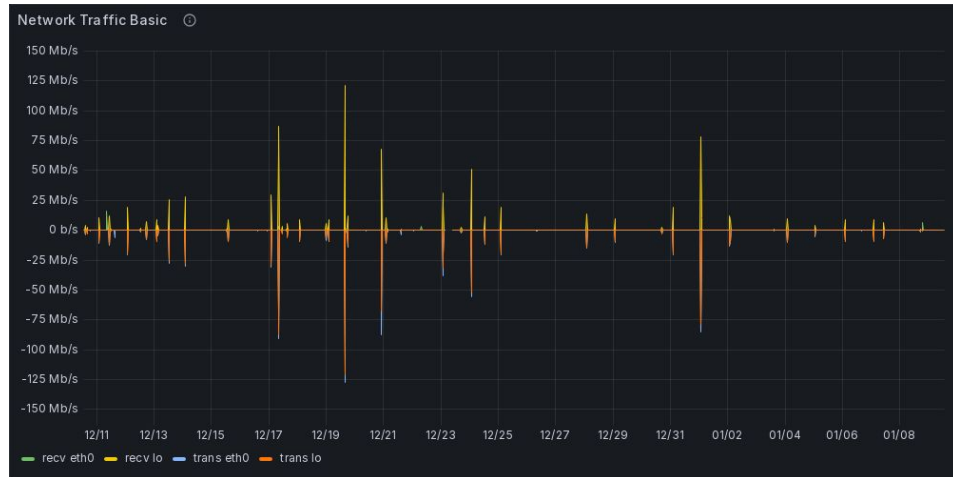 Network Traffic Basic
150 Mb/s
125 Mb/s
100 Mb/s
75 Mb/s
50 Mb/s
25 Mb/s
0 b/s
-25 Mb/s
-50 Mb/s
-75 Mb/s
-100 Mb/s
-125 Mb/s
-150 Mb/s
12/11 12/13 12/15 12/17 12/19 12/21 12/23 12/25 12/27 12/29 12/31 01/02 01/04 01/06 01/08
recv eth0 recv lo trans eth0 trans lo